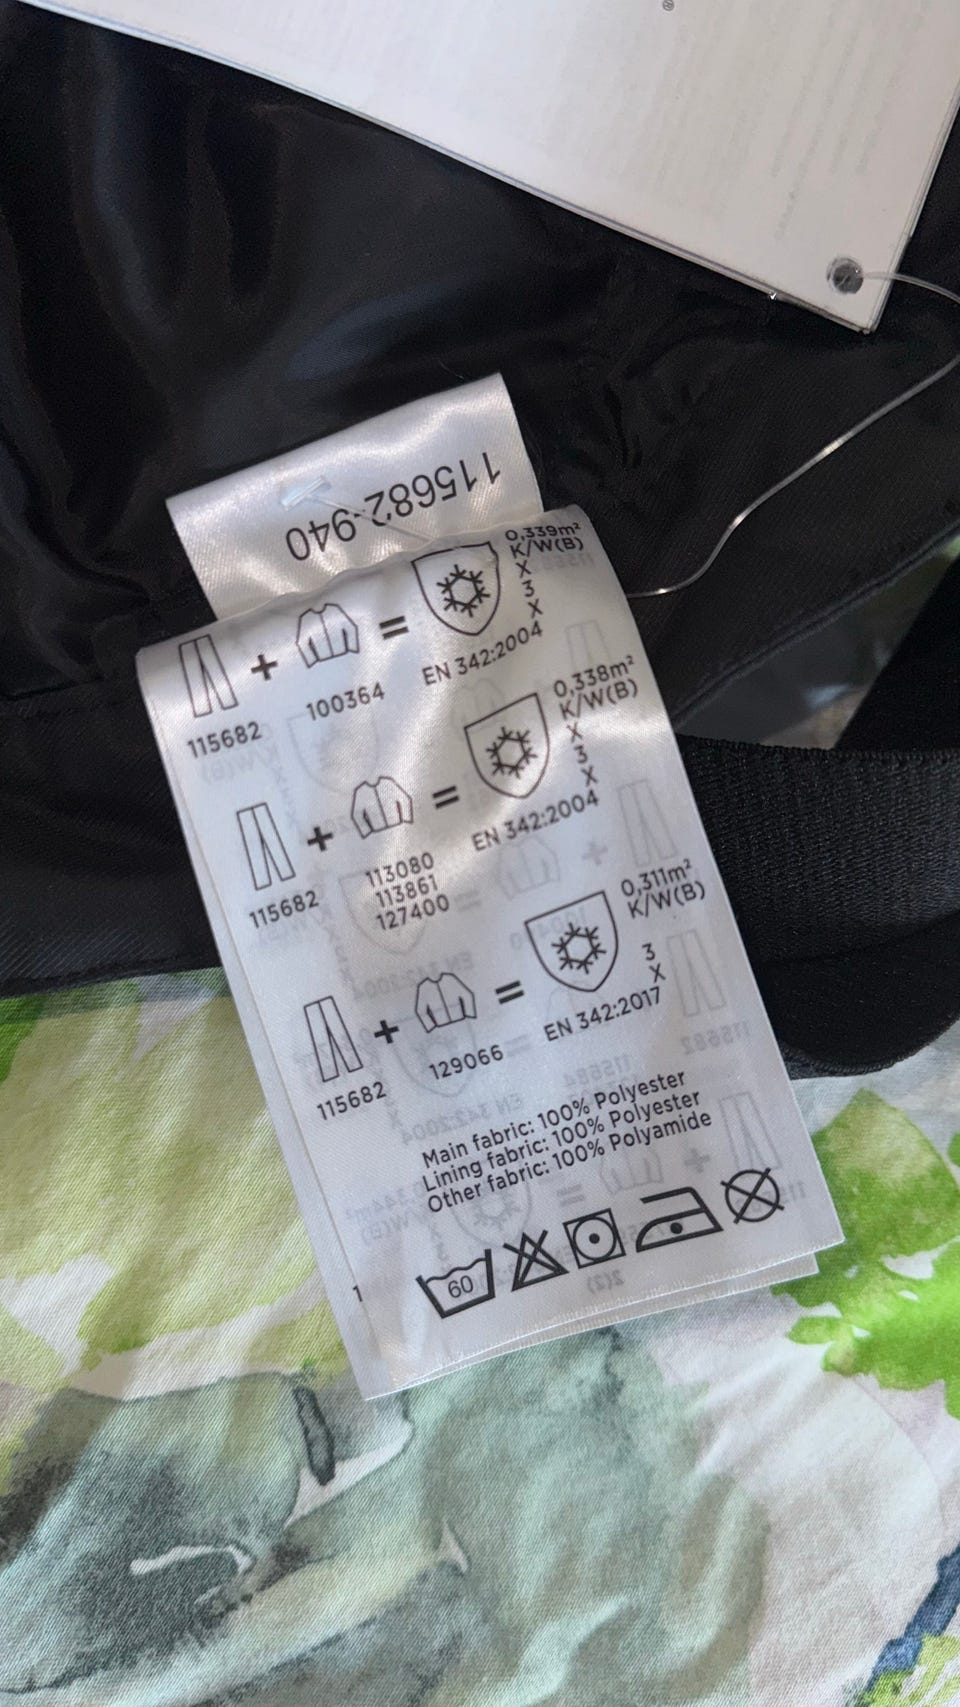 ®
115682-940
115682 + 100364 =
0,339m²
K/W(B)
X
3
X
EN 342:2004
115682 + 113080
113861
127400
=
0,338m²
K/W(B)
X
3
X
EN 342:2004
115682 + 129066 =
0,311m²
K/W(B)
3
X
EN 342:2017
Main fabric: 100% Polyester
Lining fabric: 100% Polyester
Other fabric: 100% Polyamide
60
1